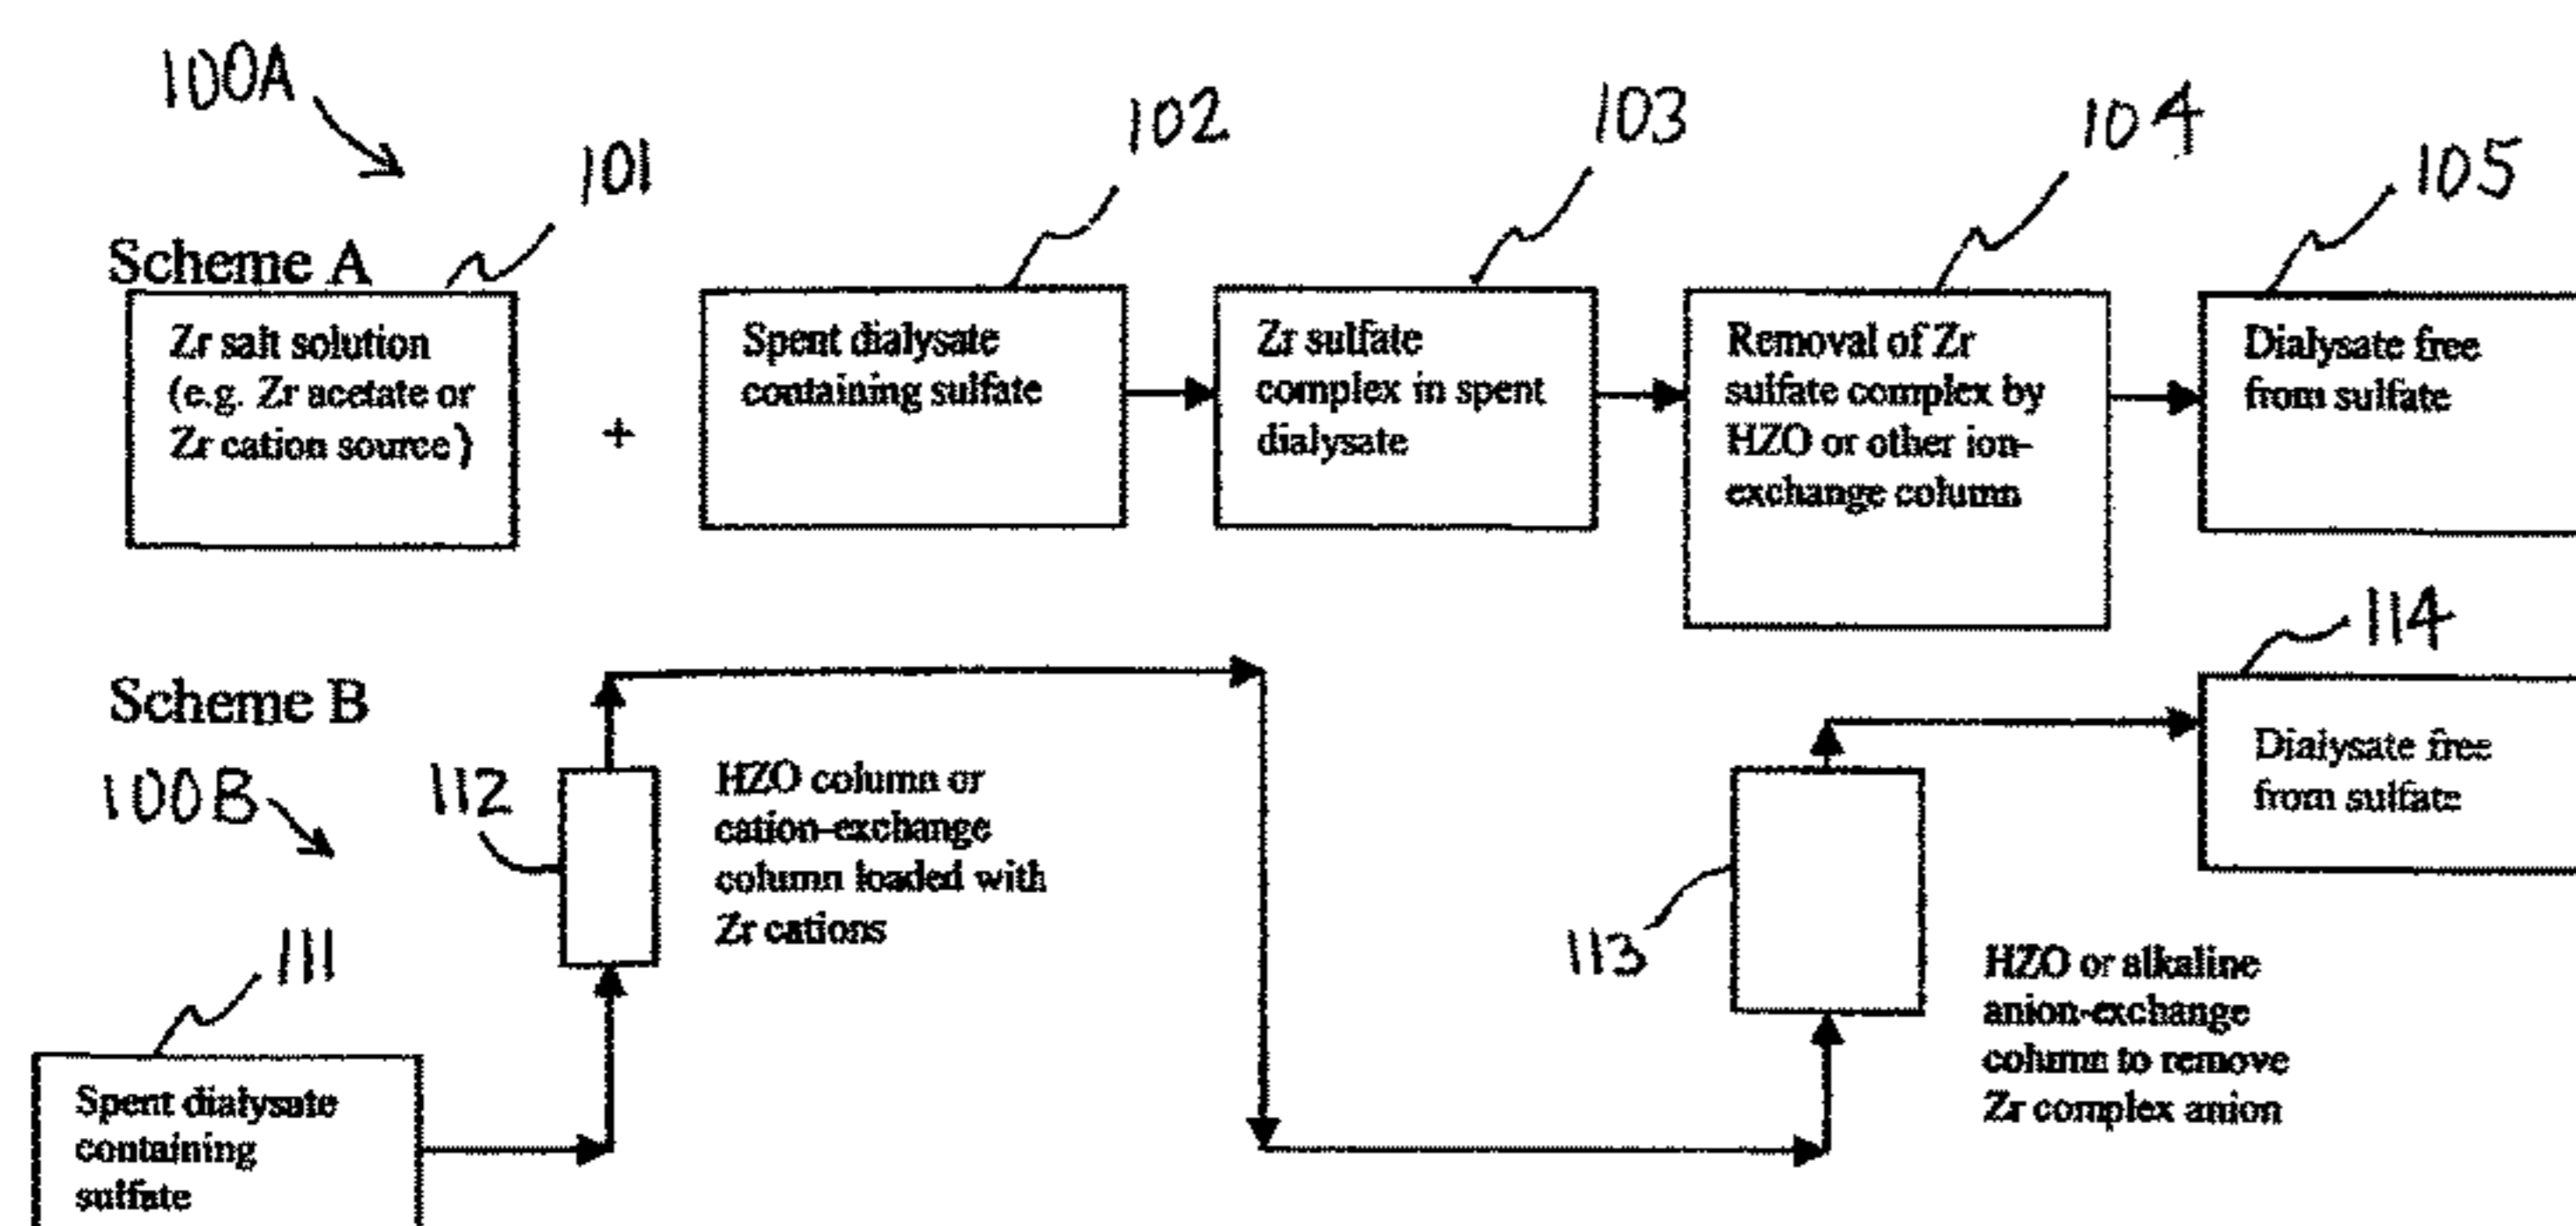 100A
101
102
103
104
105
Scheme A
Zr salt solution
(e.g. Zr acetate or
Zr cation source)
+
Spent dialysate
containing sulfate
Zr sulfate
complex in spent
dialysate
Removal of Zr
sulfate complex by
HZO or other ion-
exchange column
Dialysate free
from sulfate
Scheme B
100B
111
Spent dialysate
containing
sulfate
112
HZO column or
cation-exchange
column loaded with
Zr cations
113
HZO or alkaline
anion-exchange
column to remove
Zr complex anion
114
Dialysate free
from sulfate